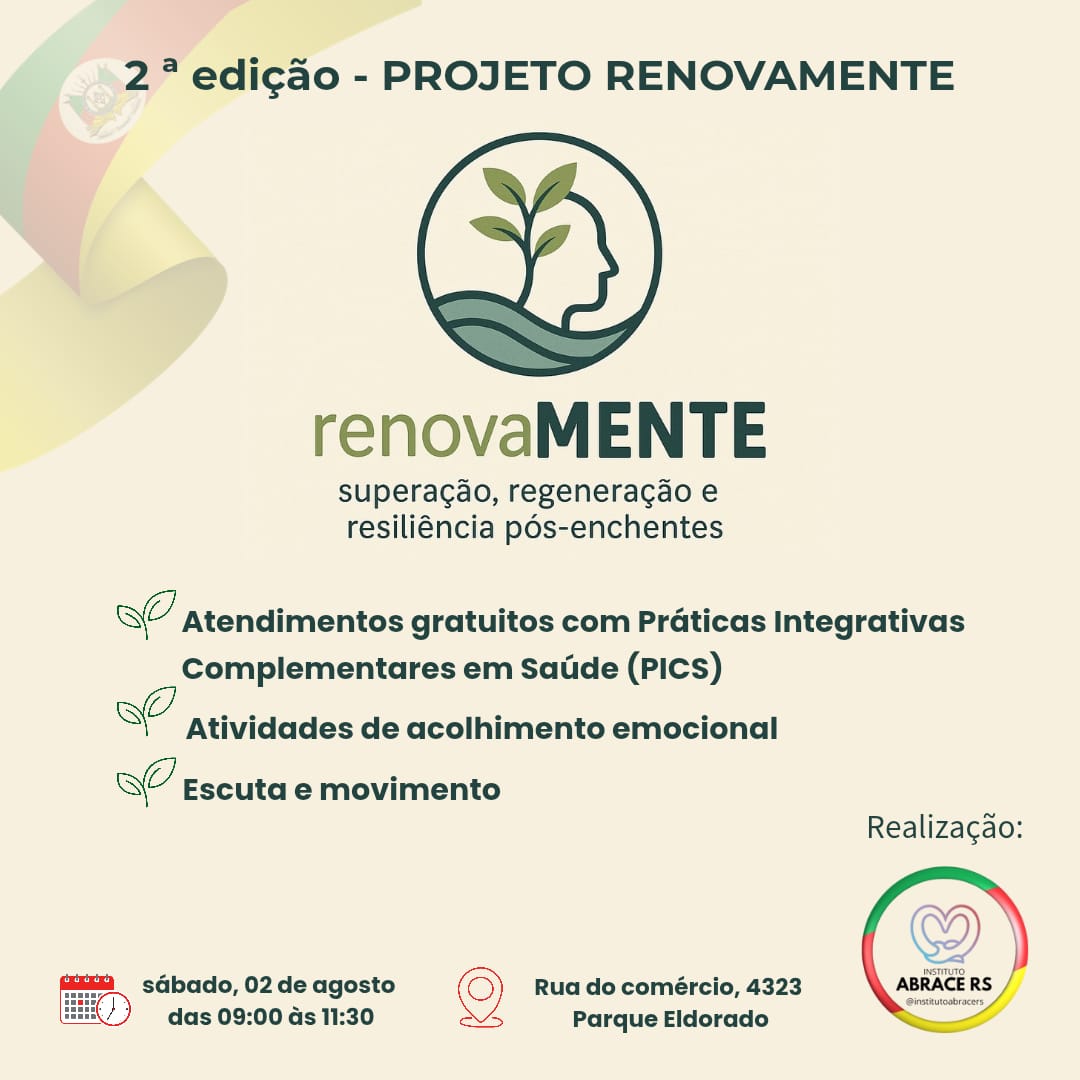 2 ª edição - PROJETO RENOVAMENTE
renovaMENTE
superação, regeneração e
resiliência pós-enchentes
Atendimentos gratuitos com Práticas Integrativas
Complementares em Saúde (PICS)
Atividades de acolhimento emocional
Escuta e movimento
Realização:
INSTITUTO
ABRACE RS
@institutoabracers
sábado, 02 de agosto
das 09:00 às 11:30
Rua do comércio, 4323
Parque Eldorado